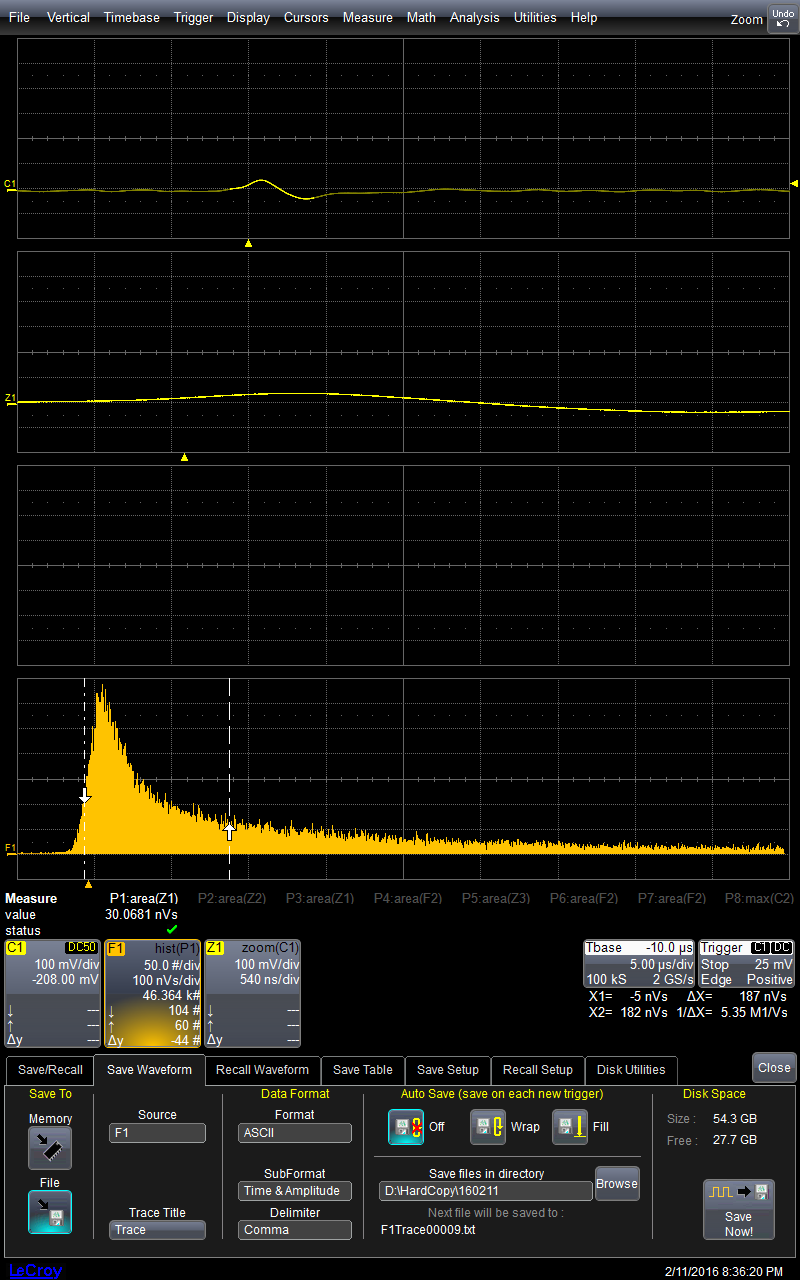 File Vertical Timebase Trigger Display Cursors Measure Math Analysis Utilities Help Zoom Undo
C1
Z1
F1
Measure P1:area(Z1) P2:area(Z2) P3:area(Z1) P4:area(F2) P5:area(Z3) P6:area(F2) P7:area(F2) P8:max(C2)
value 30.0681 nVs
status
C1 DC50
100 mV/div
-208.00 mV
---
---
Δy ---
F1 hist(P1)
50.0 #/div
100 nVs/div
46.364 k#
104 #
60 #
Δy -44 #
Z1 zoom(C1)
100 mV/div
540 ns/div
---
---
---
Tbase -10.0 µs
5.00 µs/div
100 kS 2 GS/s
Trigger C1 DC
Stop 25 mV
Edge Positive
X1= -5 nVs ΔX= 187 nVs
X2= 182 nVs 1/ΔX= 5.35 M1/Vs
Save/Recall Save Waveform Recall Waveform Save Table Save Setup Recall Setup Disk Utilities Close
Save To
Memory
File
Source
F1
Trace Title
Trace
Data Format
Format
ASCII
SubFormat
Time & Amplitude
Delimiter
Comma
Auto Save (save on each new trigger)
Off Wrap Fill
Save files in directory
D:\HardCopy\160211 Browse
Next file will be saved to :
F1Trace00009.txt
Disk Space
Size : 54.3 GB
Free : 27.7 GB
Save
Now!
LeCroy 2/11/2016 8:36:20 PM